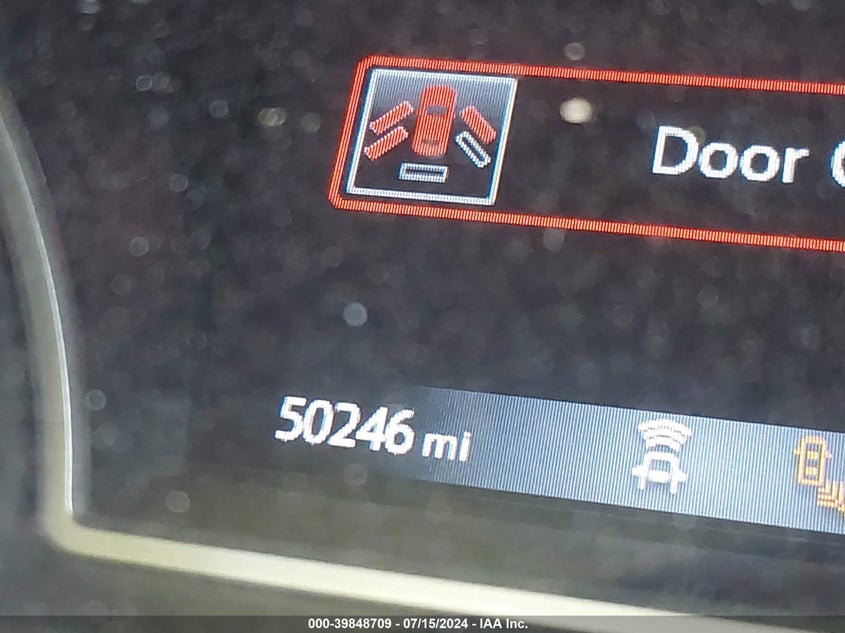 Door
50246 mi
000-39848709 - 07/15/2024 - IAA Inc.